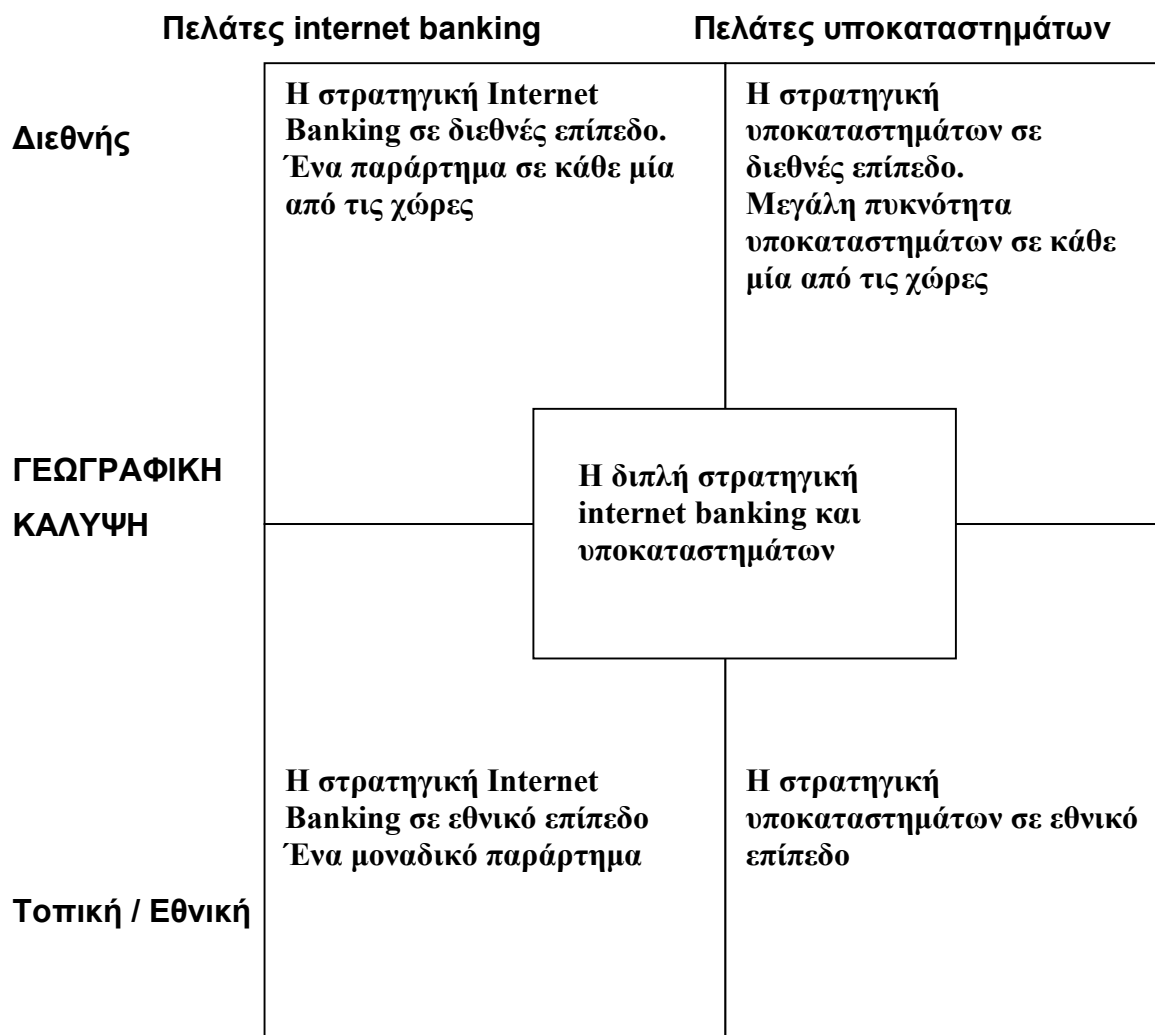 Πελάτες internet banking Πελάτες υποκαταστημάτων
Διεθνής
Η στρατηγική Internet
Banking σε διεθνές επίπεδο.
Ένα παράρτημα σε κάθε μία
από τις χώρες
Η στρατηγική
υποκαταστημάτων σε
διεθνές επίπεδο.
Μεγάλη πυκνότητα
υποκαταστημάτων σε κάθε
μία από τις χώρες
ΓΕΩΓΡΑΦΙΚΗ
ΚΑΛΥΨΗ
Η διπλή στρατηγική
internet banking και
υποκαταστημάτων
Η στρατηγική Internet
Banking σε εθνικό επίπεδο
Ένα μοναδικό παράρτημα
Η στρατηγική
υποκαταστημάτων σε εθνικό
επίπεδο
Τοπική / Εθνική